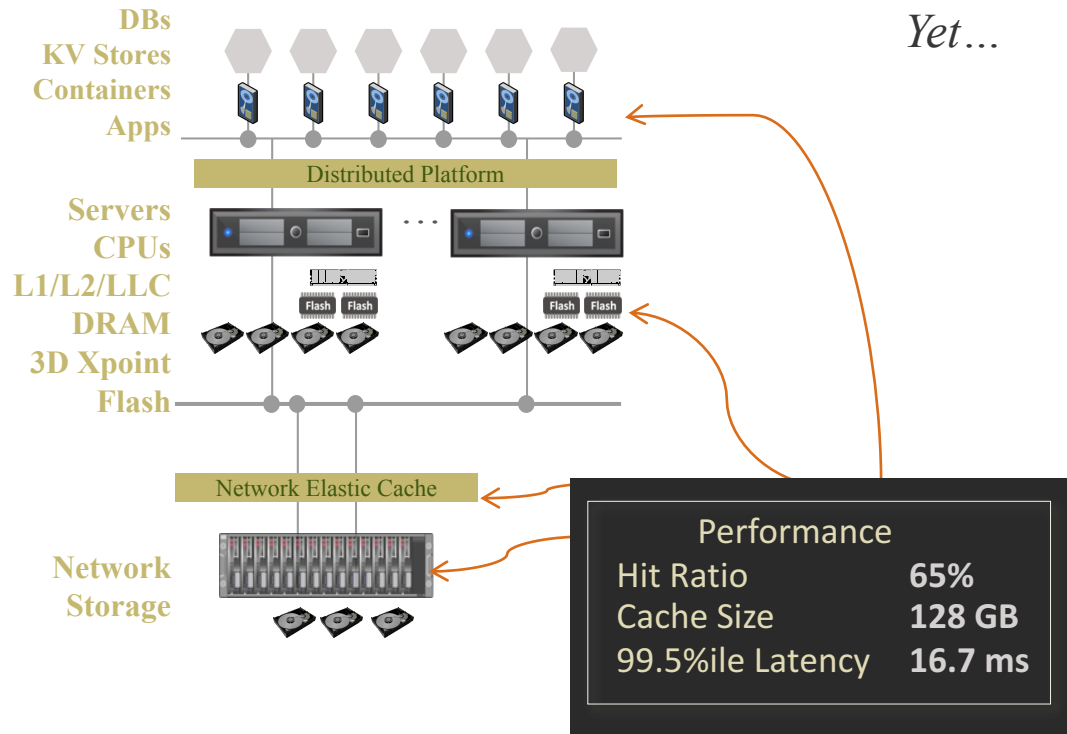 Yet…
DBs
KV Stores
Containers
Apps
Distributed Platform
Servers
CPUs
L1/L2/LLC
DRAM
3D Xpoint
Flash
. . .
Flash Flash
Flash Flash
Network Elastic Cache
Network
Storage
Performance
Hit Ratio 65%
Cache Size 128 GB
99.5%ile Latency 16.7 ms